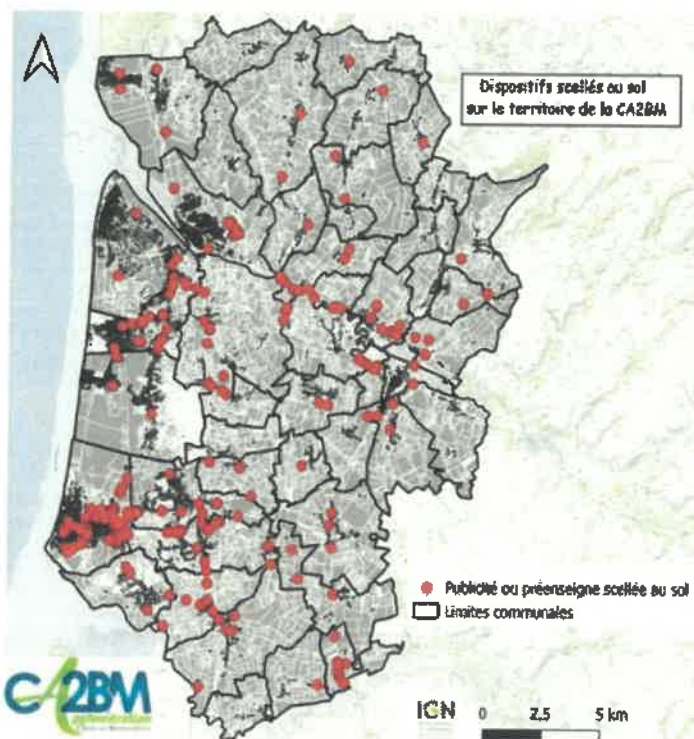 Dispositifs scellés au sol
sur le territoire de la CA2BM
Publicité ou préenseigne scellée au sol
Limites communales
CA2BM
IGN
0 2.5 5 km